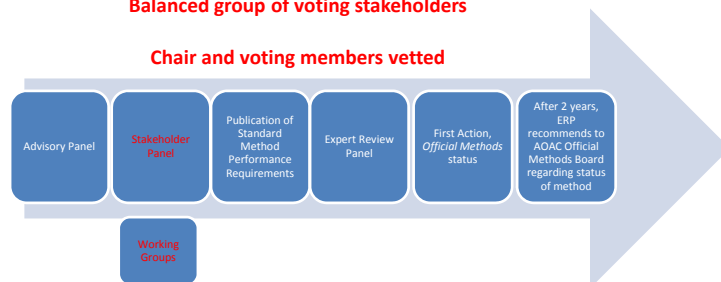 Balanced group of voting stakeholders
Chair and voting members vetted
Advisory Panel
Stakeholder
Panel
Publication of
Standard
Method
Performance
Requirements
Expert Review
Panel
First Action,
Official Methods
status
After 2 years,
ERP
recommends to
AOAC Official
Methods Board
regarding status
of method
Working
Groups